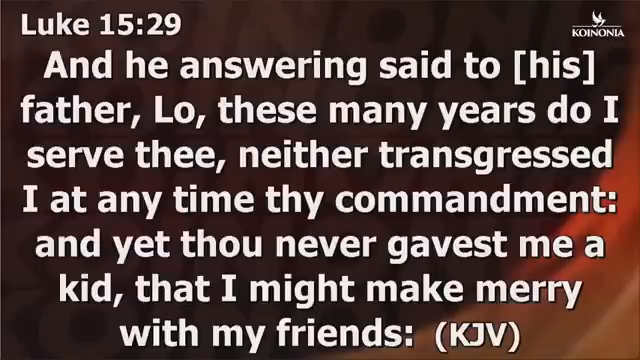 Luke 15:29
KOINONIA
And he answering said to [his]
father, Lo, these many years do I
serve thee, neither transgressed
I at any time thy commandment:
and yet thou never gavest me a
kid, that I might make merry
with my friends: (KJV)